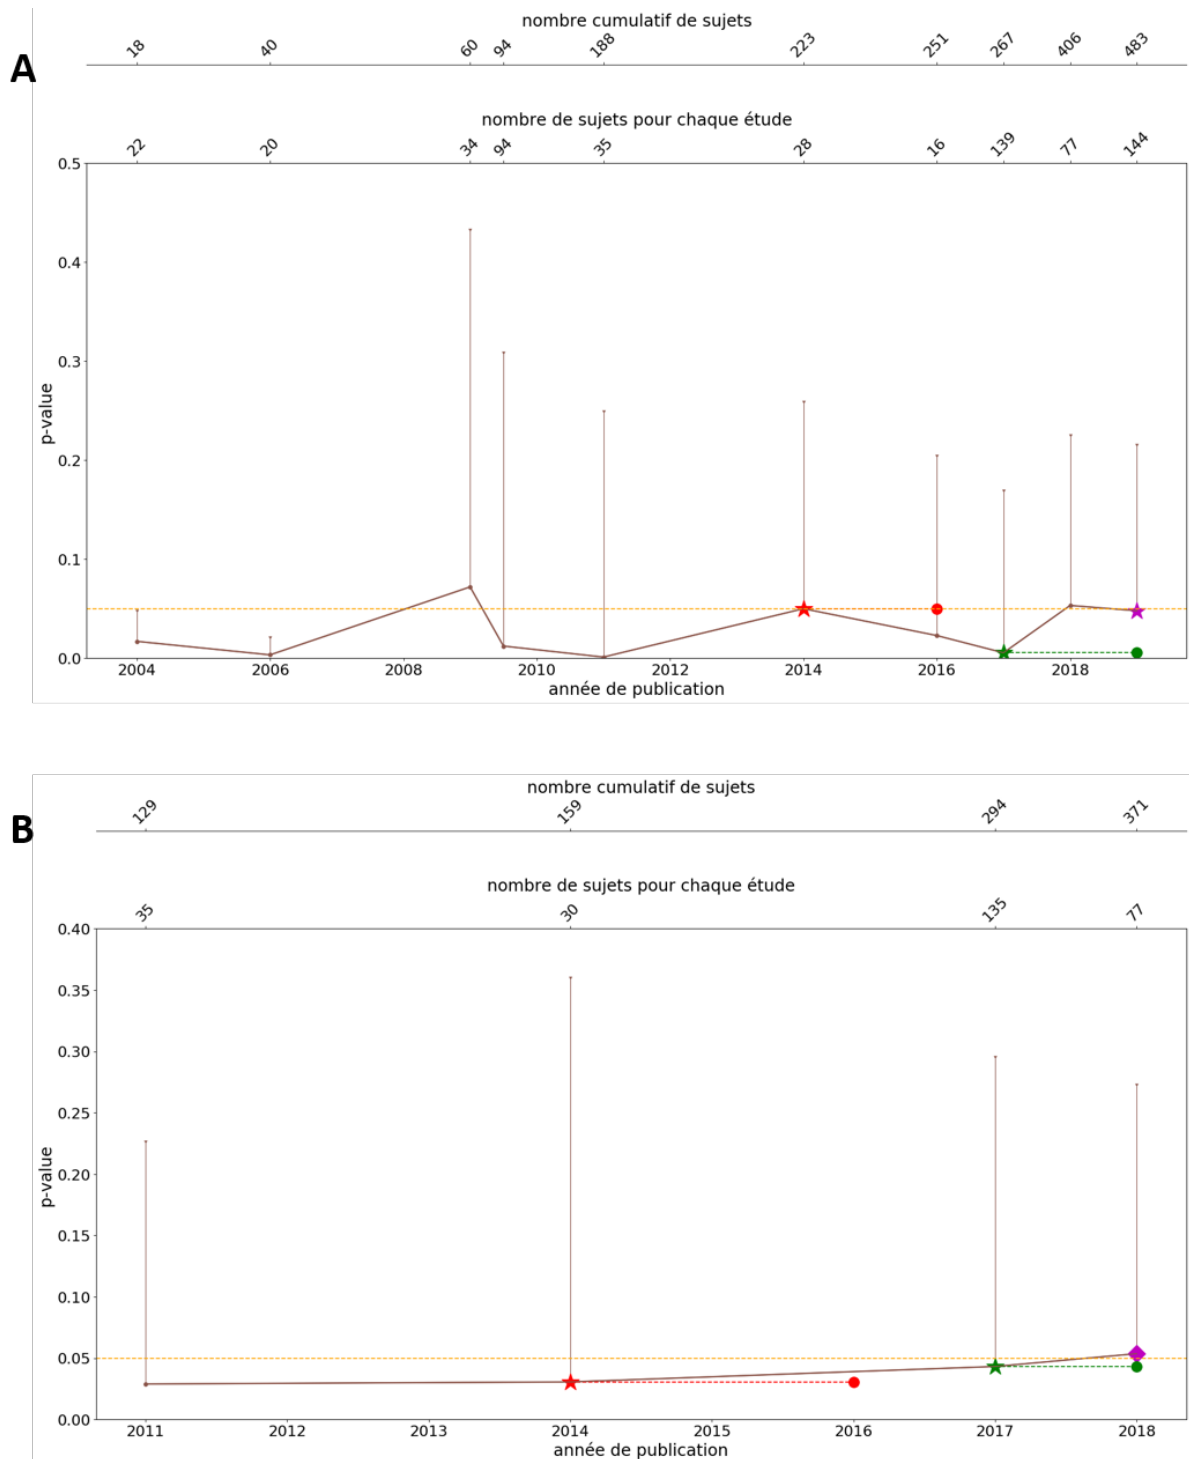 nombre cumulatif de sujets
18 40 60 94 188 223 251 267 406 483
A
nombre de sujets pour chaque étude
22 20 34 94 35 28 16 139 77 144
0.5
0.4
0.3
0.2
0.1
0.0
p-value
2004 2006 2008 2010 2012 2014 2016 2018
année de publication
nombre cumulatif de sujets
129 159 294 371
B
nombre de sujets pour chaque étude
35 30 135 77
0.40
0.35
0.30
0.25
0.20
0.15
0.10
0.05
0.00
p-value
2011 2012 2013 2014 2015 2016 2017 2018
année de publication